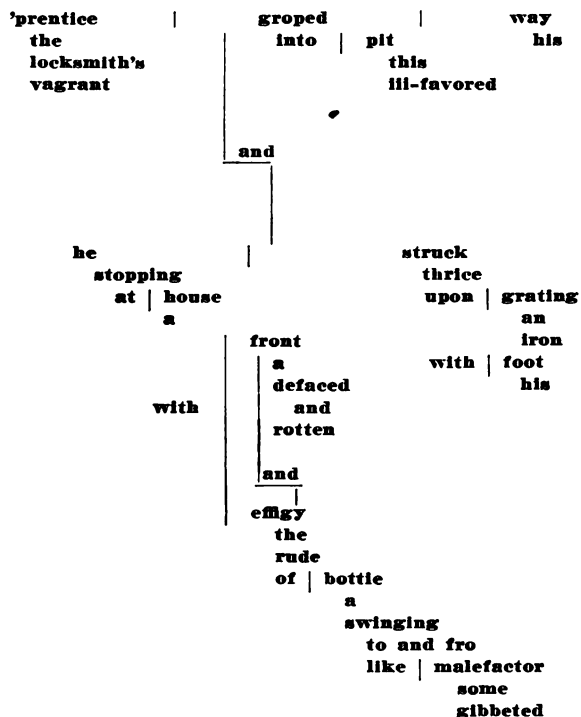 'prentice | groped | way
the into | pit his
locksmith's this
vagrant ill-favored
and
he | struck
stopping thrice
at | house upon | grating
a an
front iron
a with | foot
defaced his
with and
rotten
and
effigy
the
rude
of | bottle
a
swinging
to and fro
like | malefactor
some
gibbeted